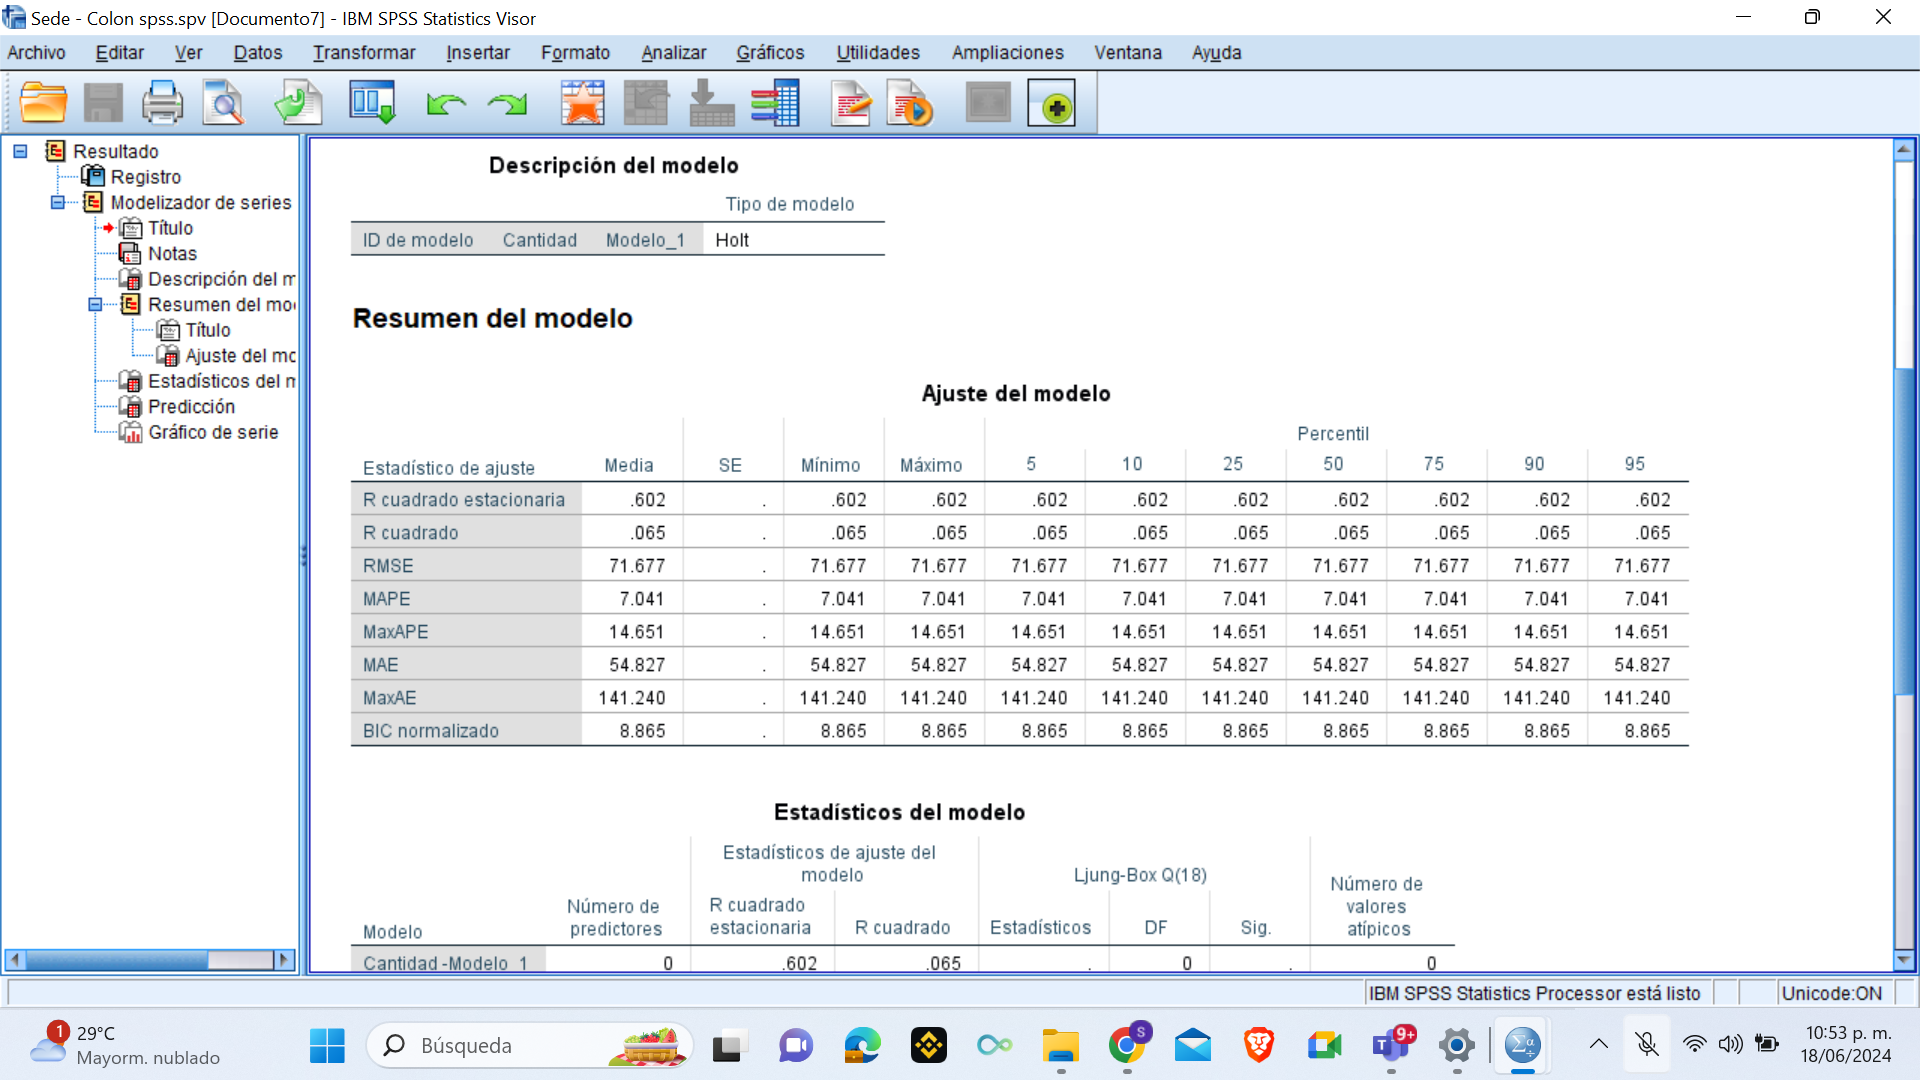 Sede - Colon spss.spv [Documento7] - IBM SPSS Statistics Visor
Archivo Editar Ver Datos Transformar Insertar Formato Analizar Gráficos Utilidades Ampliaciones Ventana Ayuda
Resultado
Registro
Modelizador de series
Título
Notas
Descripción del m
Resumen del mo
Título
Ajuste del mo
Estadísticos del m
Predicción
Gráfico de serie
Descripción del modelo
Tipo de modelo
ID de modelo Cantidad Modelo_1 Holt
Resumen del modelo
Ajuste del modelo
Percentil
Estadístico de ajuste Media SE Mínimo Máximo 5 10 25 50 75 90 95
R cuadrado estacionaria .602 . .602 .602 .602 .602 .602 .602 .602 .602 .602
R cuadrado .065 . .065 .065 .065 .065 .065 .065 .065 .065 .065
RMSE 71.677 . 71.677 71.677 71.677 71.677 71.677 71.677 71.677 71.677 71.677
MAPE 7.041 . 7.041 7.041 7.041 7.041 7.041 7.041 7.041 7.041 7.041
MaxAPE 14.651 . 14.651 14.651 14.651 14.651 14.651 14.651 14.651 14.651 14.651
MAE 54.827 . 54.827 54.827 54.827 54.827 54.827 54.827 54.827 54.827 54.827
MaxAE 141.240 . 141.240 141.240 141.240 141.240 141.240 141.240 141.240 141.240 141.240
BIC normalizado 8.865 . 8.865 8.865 8.865 8.865 8.865 8.865 8.865 8.865 8.865
Estadísticos del modelo
Estadísticos de ajuste del
modelo
Ljung-Box Q(18)
Modelo
Número de
predictores
R cuadrado
estacionaria
R cuadrado
Estadísticos
DF
Sig.
Número de
valores
atípicos
Cantidad -Modelo_1 0 .602 .065 . 0 . 0
IBM SPSS Statistics Processor está listo
Unicode:ON
1
29°C
Mayorm. nublado
Búsqueda
S
T
9+
10:53 p. m.
18/06/2024